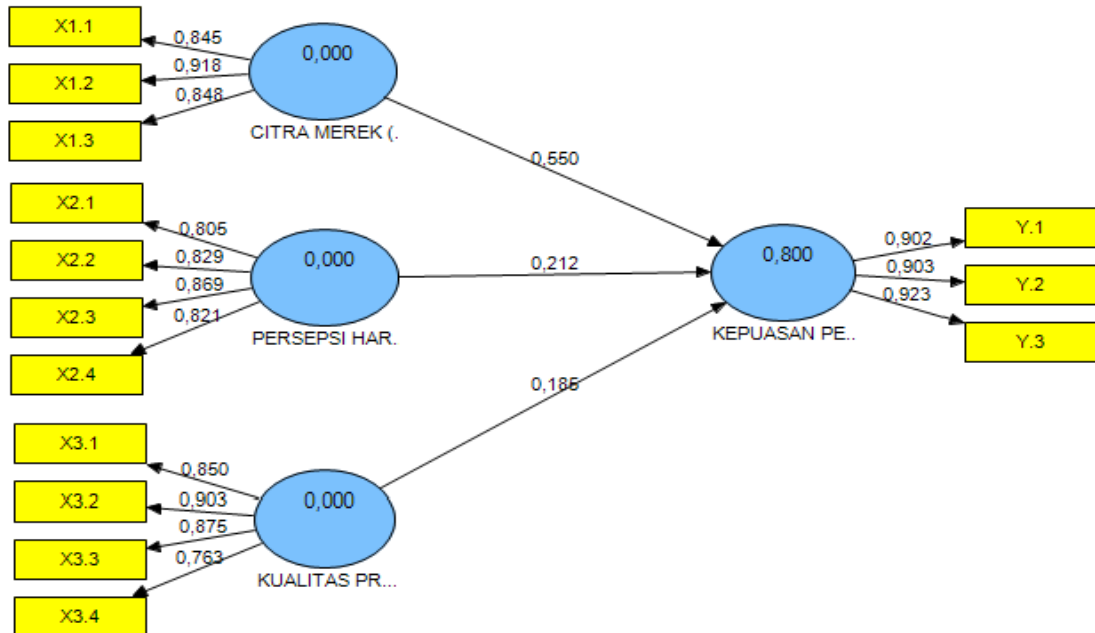 X1.1
0,845
X1.2
0,918
X1.3
0,848
0,000
CITRA MEREK (.
0,550
X2.1
0,805
X2.2
0,829
X2.3
0,869
X2.4
0,821
0,000
PERSEPSI HAR.
0,212
X3.1
0,850
X3.2
0,903
X3.3
0,875
X3.4
0,763
0,000
KUALITAS PR...
0,185
0,800
KEPUASAN PE..
0,902
Y.1
0,903
Y.2
0,923
Y.3